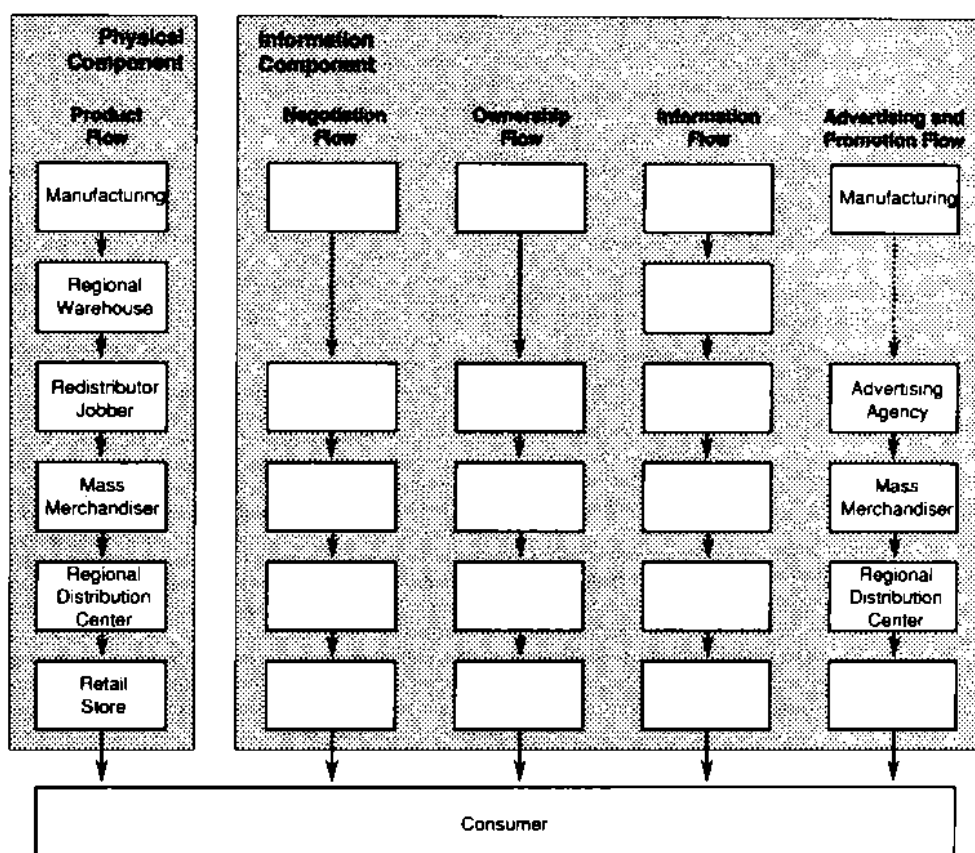 Physical
Component
Information
Component
Product
Flow
Negotiation
Flow
Ownership
Flow
Information
Flow
Advertising and
Promotion Flow
Manufacturing
Manufacturing
Regional
Warehouse
Redistributor
Jobber
Advertising
Agency
Mass
Merchandiser
Mass
Merchandiser
Regional
Distribution
Center
Regional
Distribution
Center
Retail
Store
Consumer